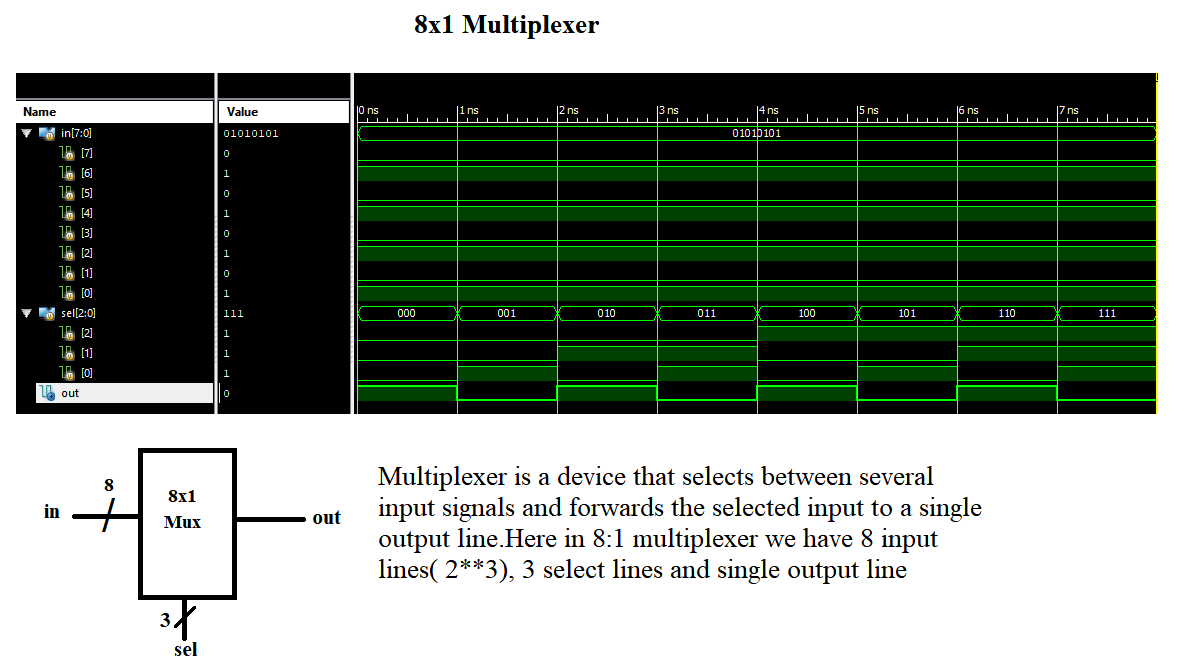 8x1 Multiplexer
Name Value 0 ns 1 ns 2 ns 3 ns 4 ns 5 ns 6 ns 7 ns
in[7:0] 01010101 01010101
[7] 0
[6] 1
[5] 0
[4] 1
[3] 0
[2] 1
[1] 0
[0] 1
sel[2:0] 111 000 001 010 011 100 101 110 111
[2] 1
[1] 1
[0] 1
out 0
8
in
8x1
Mux
out
3
sel
Multiplexer is a device that selects between several
input signals and forwards the selected input to a single
output line.Here in 8:1 multiplexer we have 8 input
lines( 2**3), 3 select lines and single output line